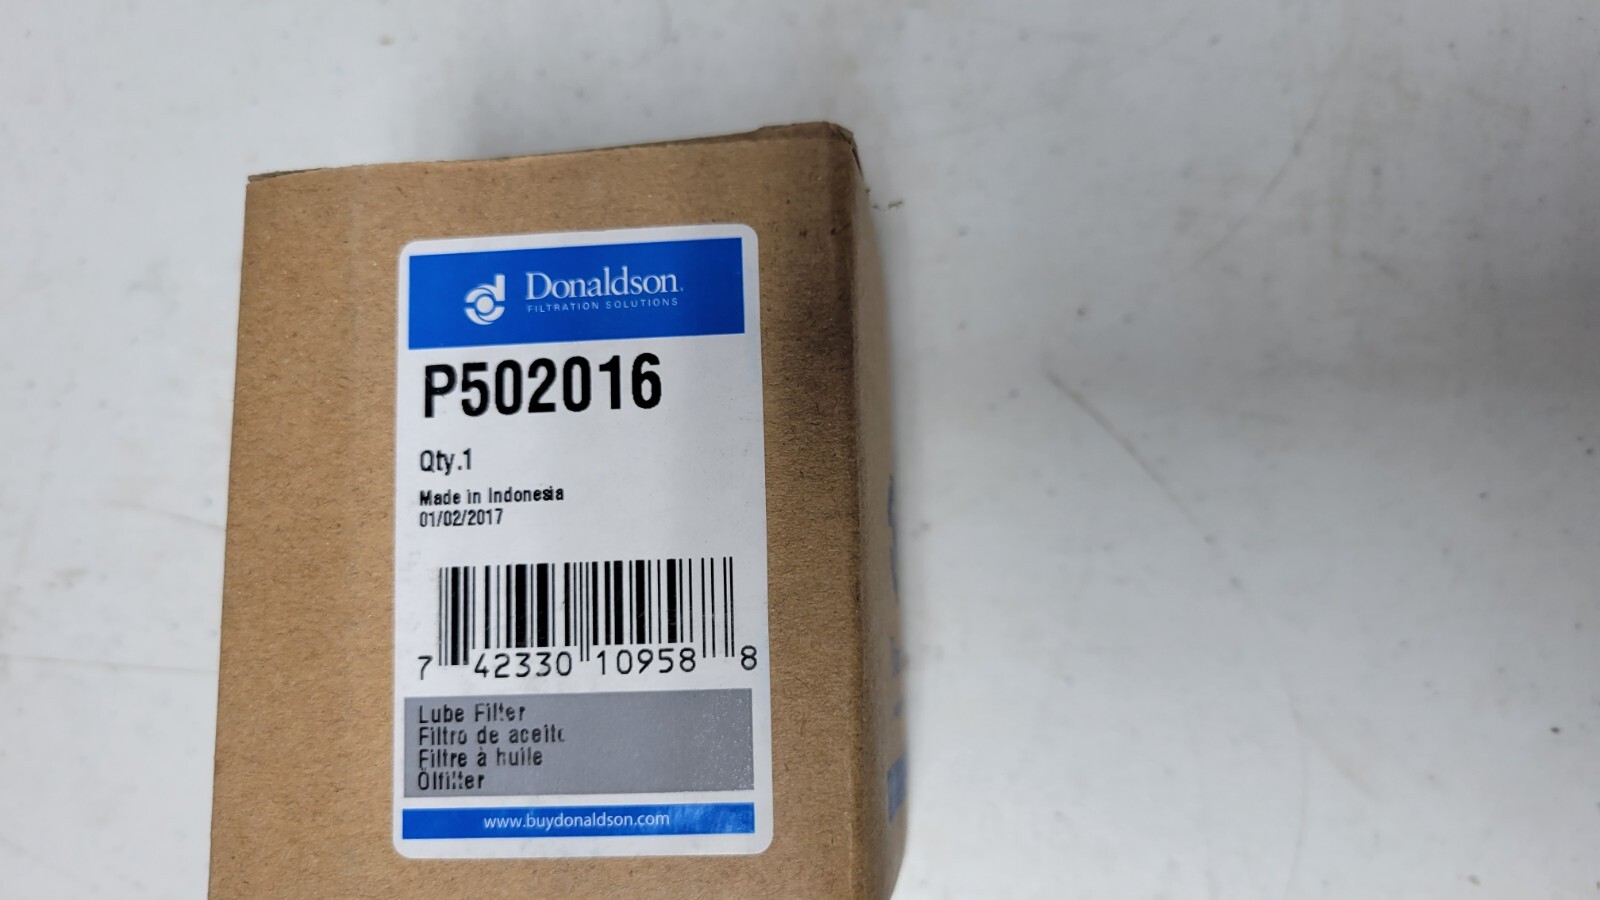 Donaldson.
FILTRATION SOLUTIONS
P502016
Qty.1
Made in Indonesia
01/02/2017
7 42330 10958 8
Lube Filter
Filtro de aceite
Filtre à huile
Ölfilter
www.buydonaldson.com